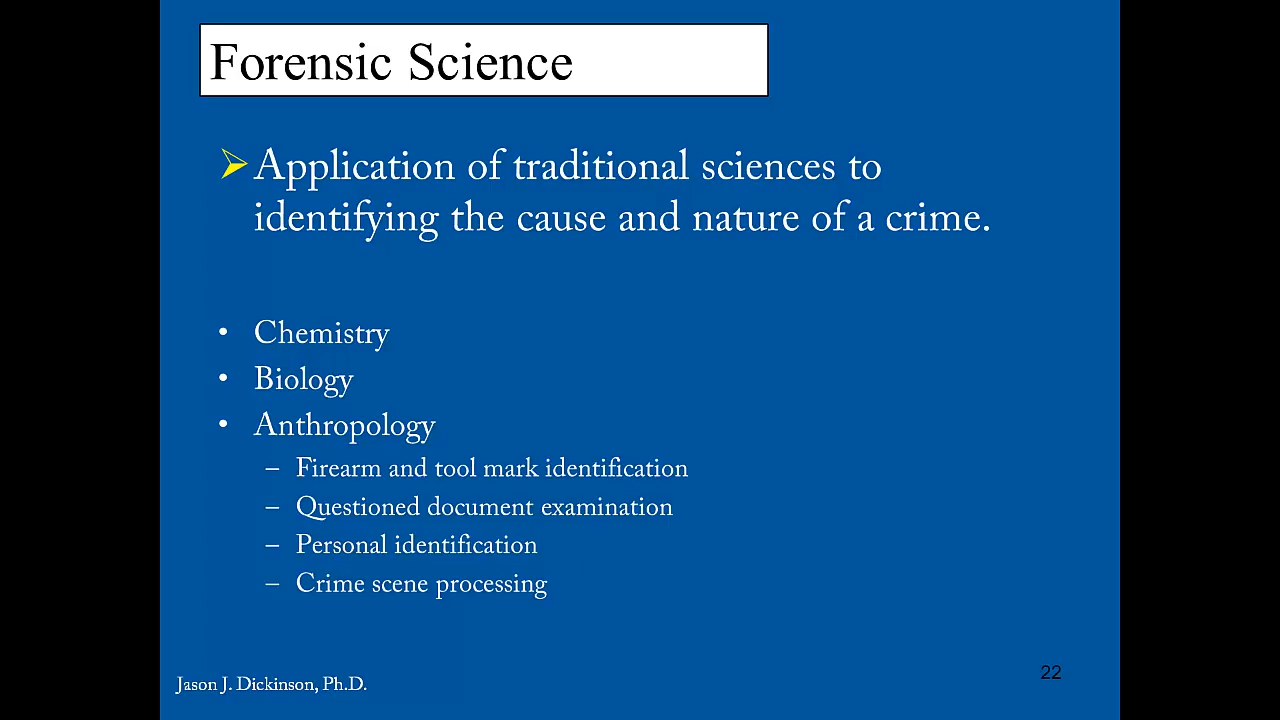 Forensic Science
Application of traditional sciences to
identifying the cause and nature of a crime.
• Chemistry
• Biology
• Anthropology
– Firearm and tool mark identification
– Questioned document examination
– Personal identification
– Crime scene processing
Jason J. Dickinson, Ph.D.
22